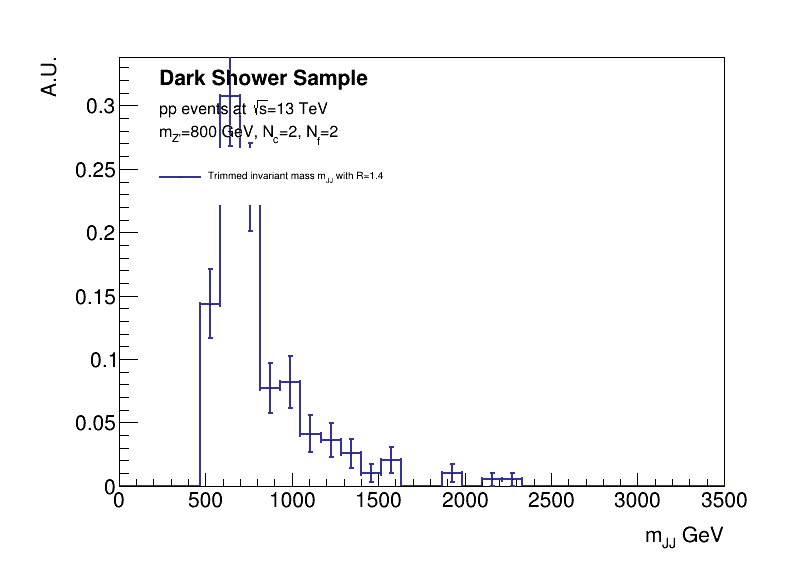 A.U.
Dark Shower Sample
pp events at √s=13 TeV
m_Z'=800 GeV, N_c=2, N_f=2
Trimmed invariant mass m_JJ with R=1.4
0.3
0.25
0.2
0.15
0.1
0.05
0
0 500 1000 1500 2000 2500 3000 3500
m_JJ GeV